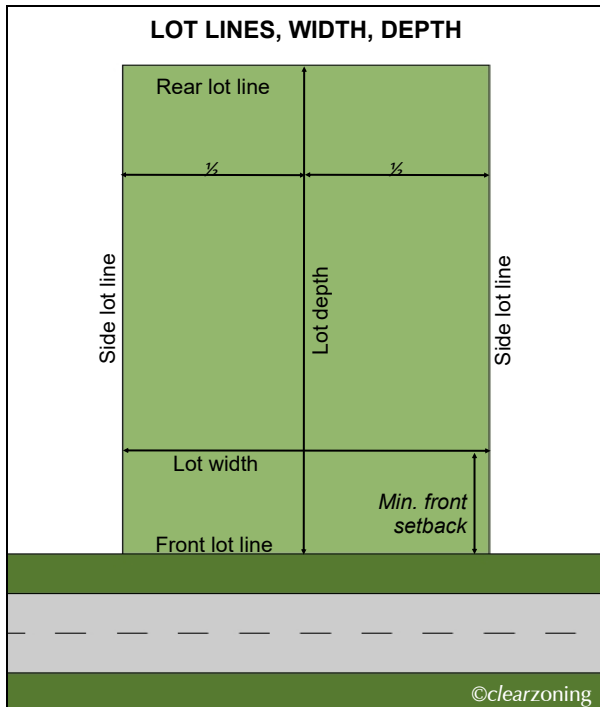 LOT LINES, WIDTH, DEPTH
Rear lot line
½ ½
Side lot line
Lot depth
Side lot line
Lot width
Min. front
setback
Front lot line
©clearzoning